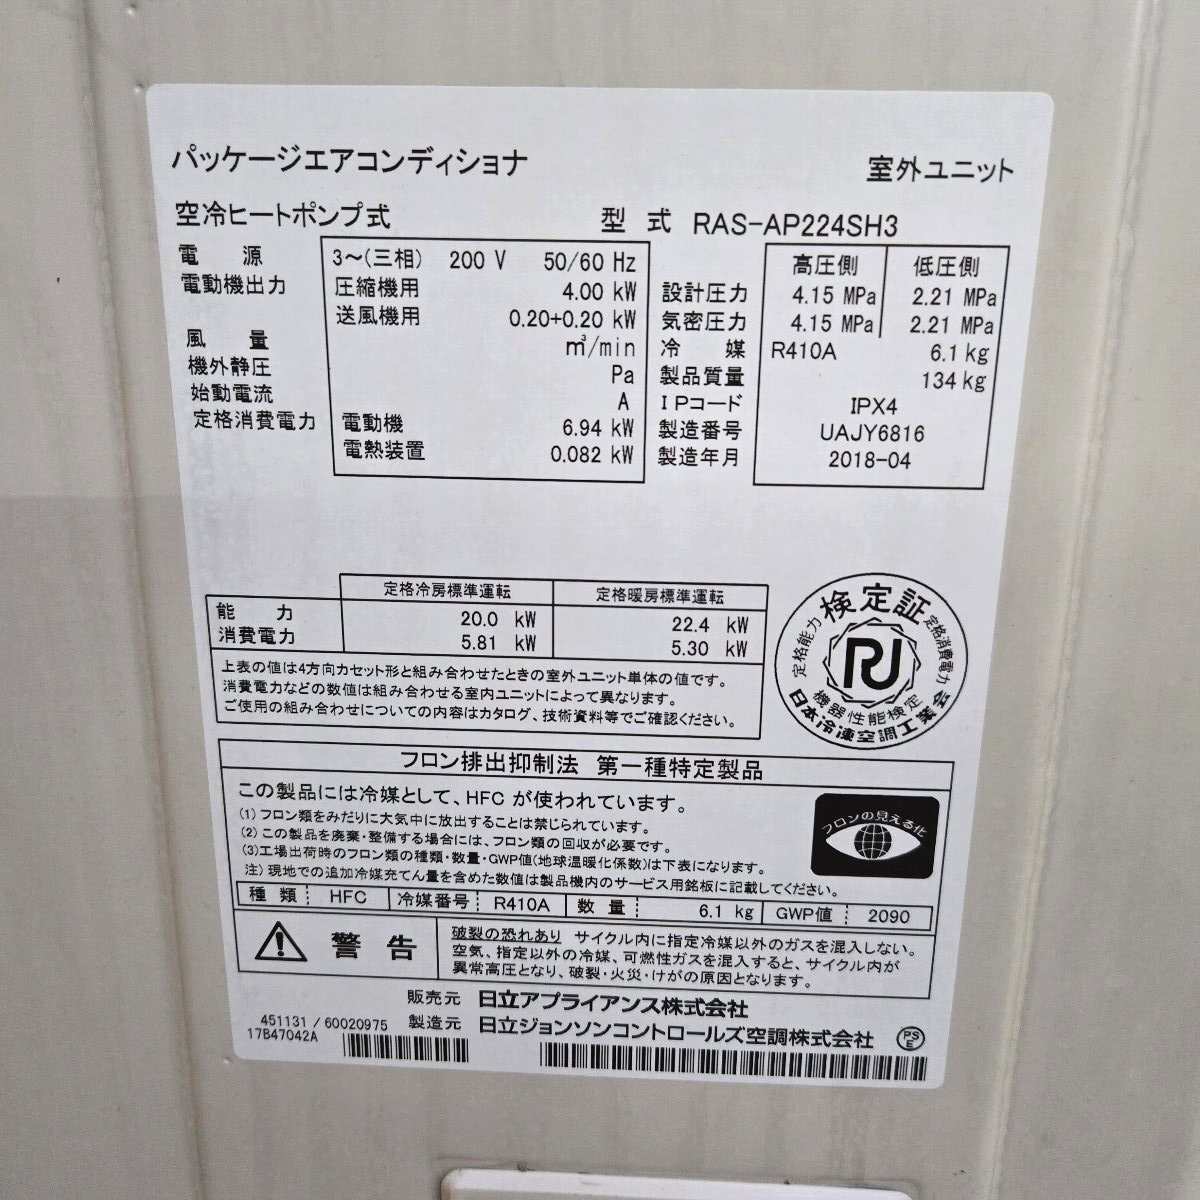 パッケージエアコンディショナ 室外ユニット
空冷ヒートポンプ式 型式 RAS-AP224SH3
電源 3～(三相) 200 V 50/60 Hz
電動機出力 圧縮機用 4.00 kW
送風機用 0.20+0.20 kW
風量 ㎥/min
機外静圧 Pa
始動電流 A
定格消費電力 電動機 6.94 kW
電熱装置 0.082 kW
高圧側 低圧側
設計圧力 4.15 MPa 2.21 MPa
気密圧力 4.15 MPa 2.21 MPa
冷媒 R410A 6.1 kg
製品質量 134 kg
IPコード IPX4
製造番号 UAJY6816
製造年月 2018-04
定格冷房標準運転 定格暖房標準運転
能力 20.0 kW 22.4 kW
消費電力 5.81 kW 5.30 kW
上表の値は4方向カセット形と組み合わせたときの室外ユニット単体の値です。
消費電力などの数値は組み合わせる室内ユニットによって異なります。
ご使用の組み合わせについての内容はカタログ、技術資料等でご確認ください。
検定証
定格能力
定格消費電力
RJ
機器性能検定
日本冷凍空調工業会
フロン排出抑制法 第一種特定製品
この製品には冷媒として、HFC が使われています。
(1)フロン類をみだりに大気中に放出することは禁じられています。
(2)この製品を廃棄・整備する場合には、フロン類の回収が必要です。
(3)工場出荷時のフロン類の種類・数量・GWP値(地球温暖化係数)は下表になります。
注)現地での追加冷媒充てん量を含めた数値は製品機内のサービス用銘板に記載してください。
フロンの見える化
種類 HFC 冷媒番号 R410A 数量 6.1 kg GWP値 2090
警告
破裂の恐れあり サイクル内に指定冷媒以外のガスを混入しない。
空気、指定以外の冷媒、可燃性ガスを混入すると、サイクル内が
異常高圧となり、破裂・火災・けがの原因となります。
販売元 日立アプライアンス株式会社
451131 / 60020975 製造元 日立ジョンソンコントロールズ空調株式会社
17B47042A
PS
E